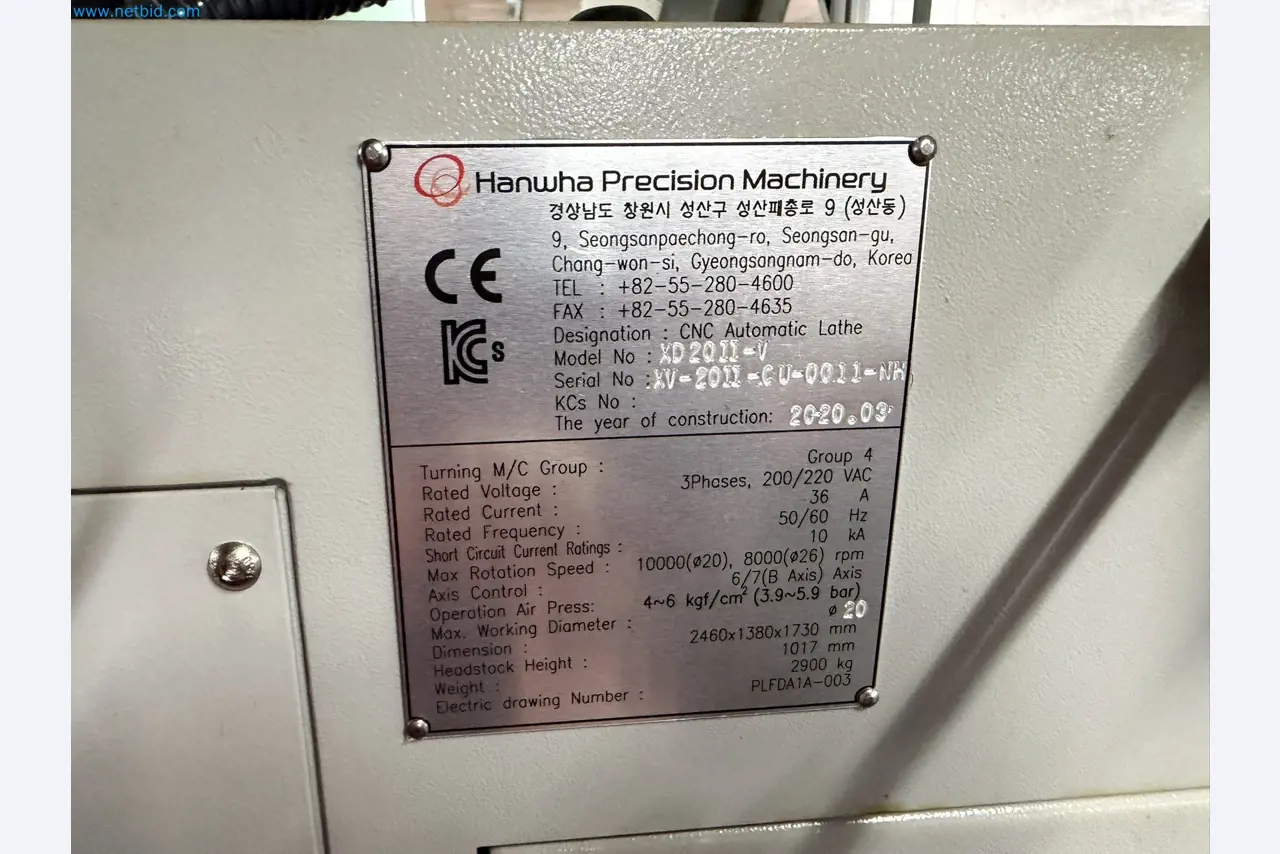 www.netbid.com
Hanwha Precision Machinery
경상남도 창원시 성산구 성산패총로 9 (성산동)
9, Seongsanpaechong-ro, Seongsan-gu,
Chang-won-si, Gyeongsangnam-do, Korea
TEL : +82-55-280-4600
FAX : +82-55-280-4635
Designation : CNC Automatic Lathe
Model No : XD20II-V
Serial No : XV-20II-CU-0011-NH
KCs No :
The year of construction: 2020.03
CE
KCs
Turning M/C Group : Group 4
Rated Voltage : 3Phases, 200/220 VAC
Rated Current : 36 A
Rated Frequency : 50/60 Hz
Short Circuit Current Ratings : 10 kA
Max Rotation Speed : 10000(ø20), 8000(ø26) rpm
Axis Control : 6/7(B Axis) Axis
Operation Air Press: 4~6 kgf/cm² (3.9~5.9 bar)
Max. Working Diameter : ø 20
Dimension : 2460x1380x1730 mm
Headstock Height : 1017 mm
Weight : 2900 kg
Electric drawing Number : PLFDA1A-003